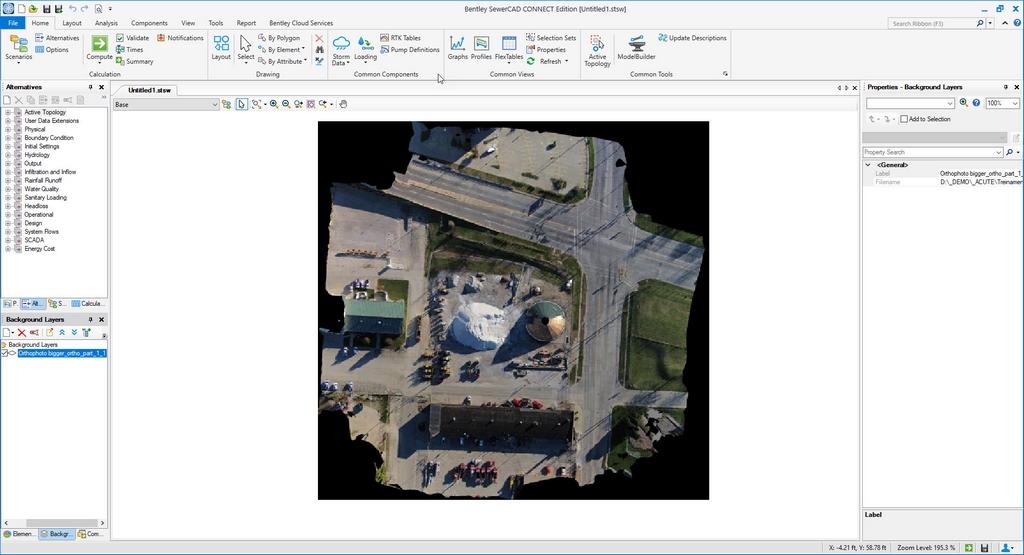 Bentley SewerCAD CONNECT Edition [Untitled1.stsw]
File Home Layout Analysis Components View Tools Report Bentley Cloud Services
Search Ribbon (F3)
Scenarios
Alternatives
Options
Compute
Validate
Times
Summary
Notifications
Calculation
Layout
Select
By Polygon
By Element
By Attribute
Drawing
Storm Data
Loading
RTK Tables
Pump Definitions
Common Components
Graphs
Profiles
FlexTables
Selection Sets
Properties
Refresh
Common Views
Active Topology
ModelBuilder
Update Descriptions
Common Tools
Alternatives
Active Topology
User Data Extensions
Physical
Boundary Condition
Initial Settings
Hydrology
Output
Infiltration and Inflow
Rainfall Runoff
Water Quality
Sanitary Loading
Headloss
Operational
Design
System Flows
SCADA
Energy Cost
P. Alt... S... Calcula...
Background Layers
Background Layers
Orthophoto bigger_ortho_part_1_1
Elemen... Backgr... Com...
Untitled1.stsw
Base
Properties - Background Layers
100%
Add to Selection
Property Search
<General>
Label Orthophoto bigger_ortho_part_1_
Filename D:\_DEMO\_ACUTE\Treinamen
Label
X: -4.21 ft, Y: 58.78 ft Zoom Level: 195.3 %